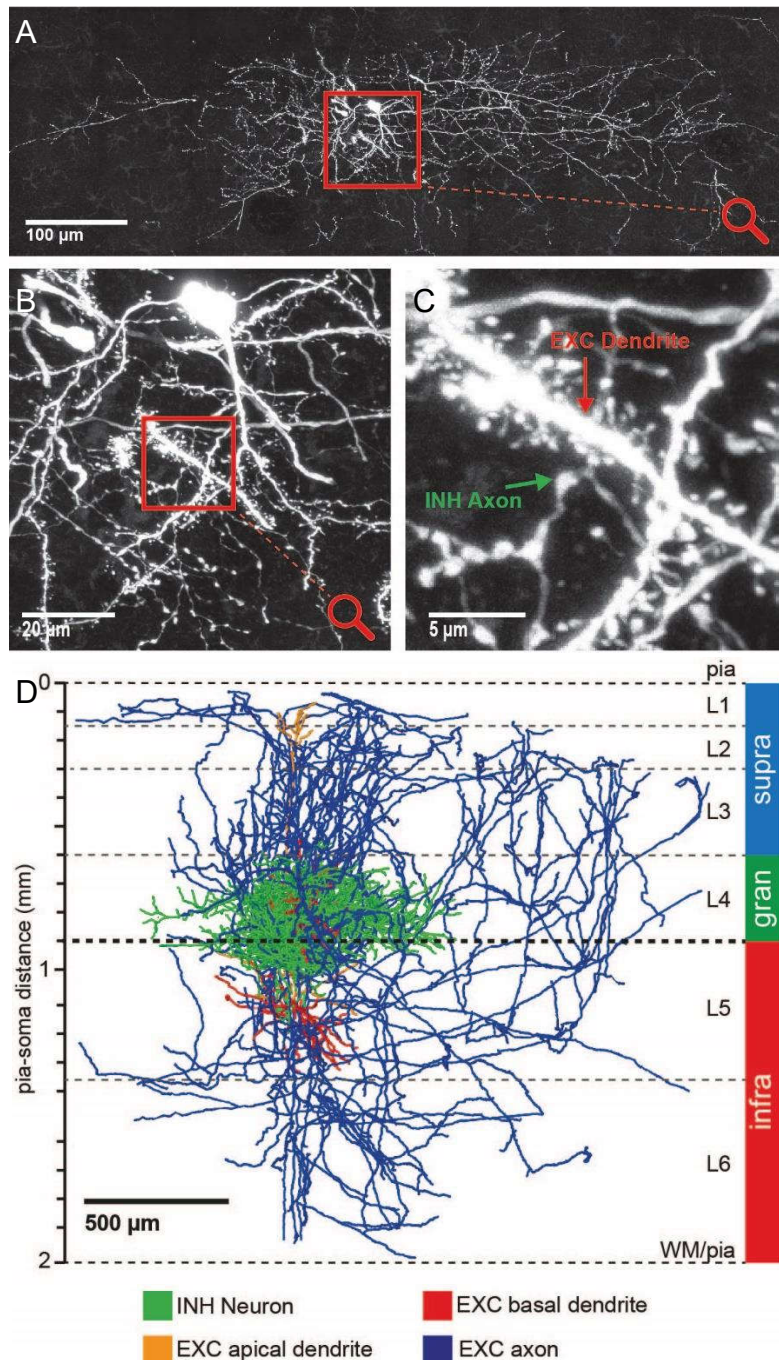 A
100 µm
B
20 µm
C
EXC Dendrite
INH Axon
5 µm
D
0
pia
L1
L2
L3
L4
1
L5
L6
2
WM/pia
pia-soma distance (mm)
500 µm
supra
gran
infra
INH Neuron
EXC basal dendrite
EXC apical dendrite
EXC axon